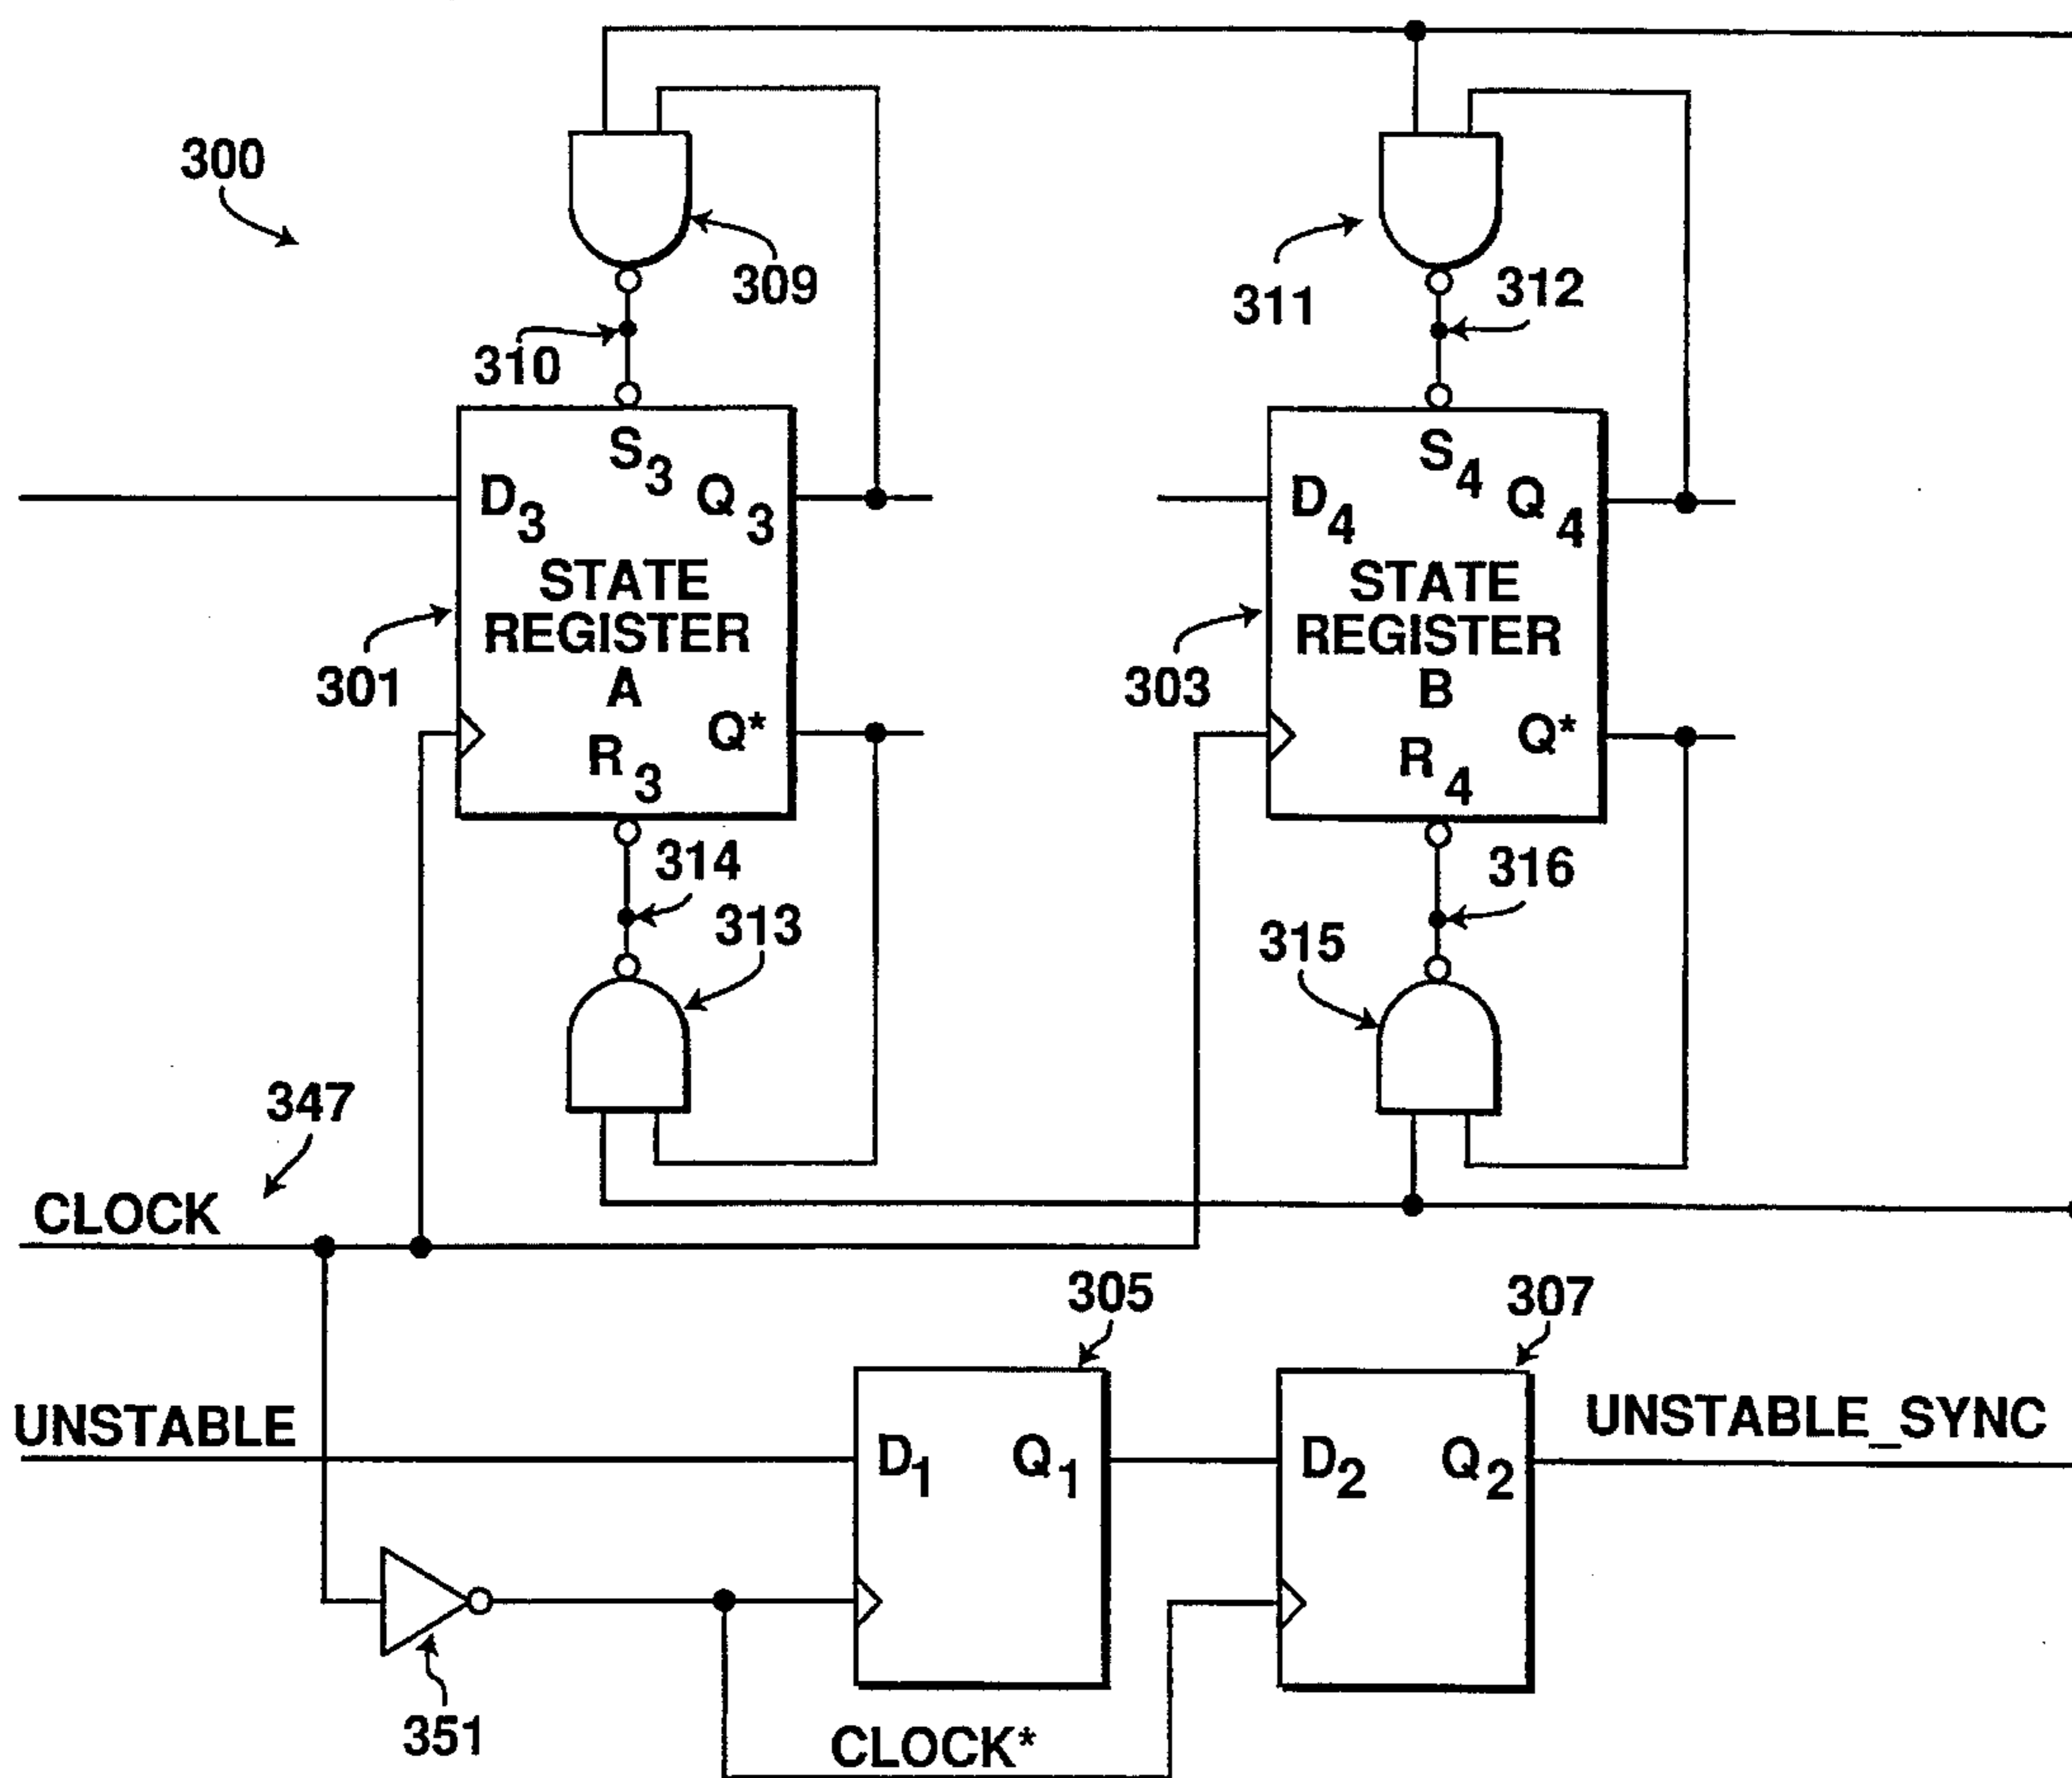 300
309
311
312
310
S3
D3
Q3
STATE
REGISTER
A
R3
Q*
301
S4
D4
Q4
STATE
REGISTER
B
R4
Q*
303
314
313
316
315
347
CLOCK
305
307
UNSTABLE
D1
Q1
D2
Q2
UNSTABLE_SYNC
351
CLOCK*